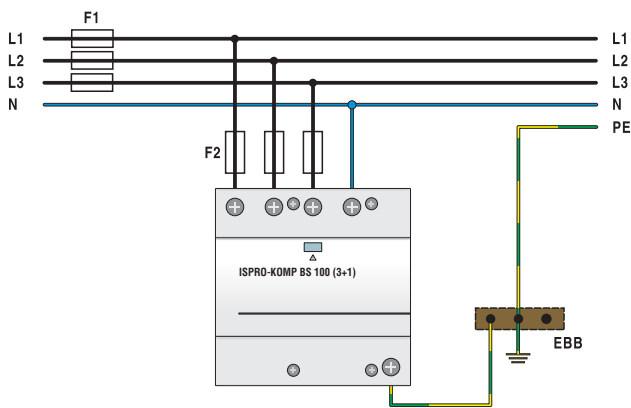 F1
L1 L1
L2 L2
L3 L3
N N
PE
F2
ISPRO-KOMP BS 100 (3+1)
EBB